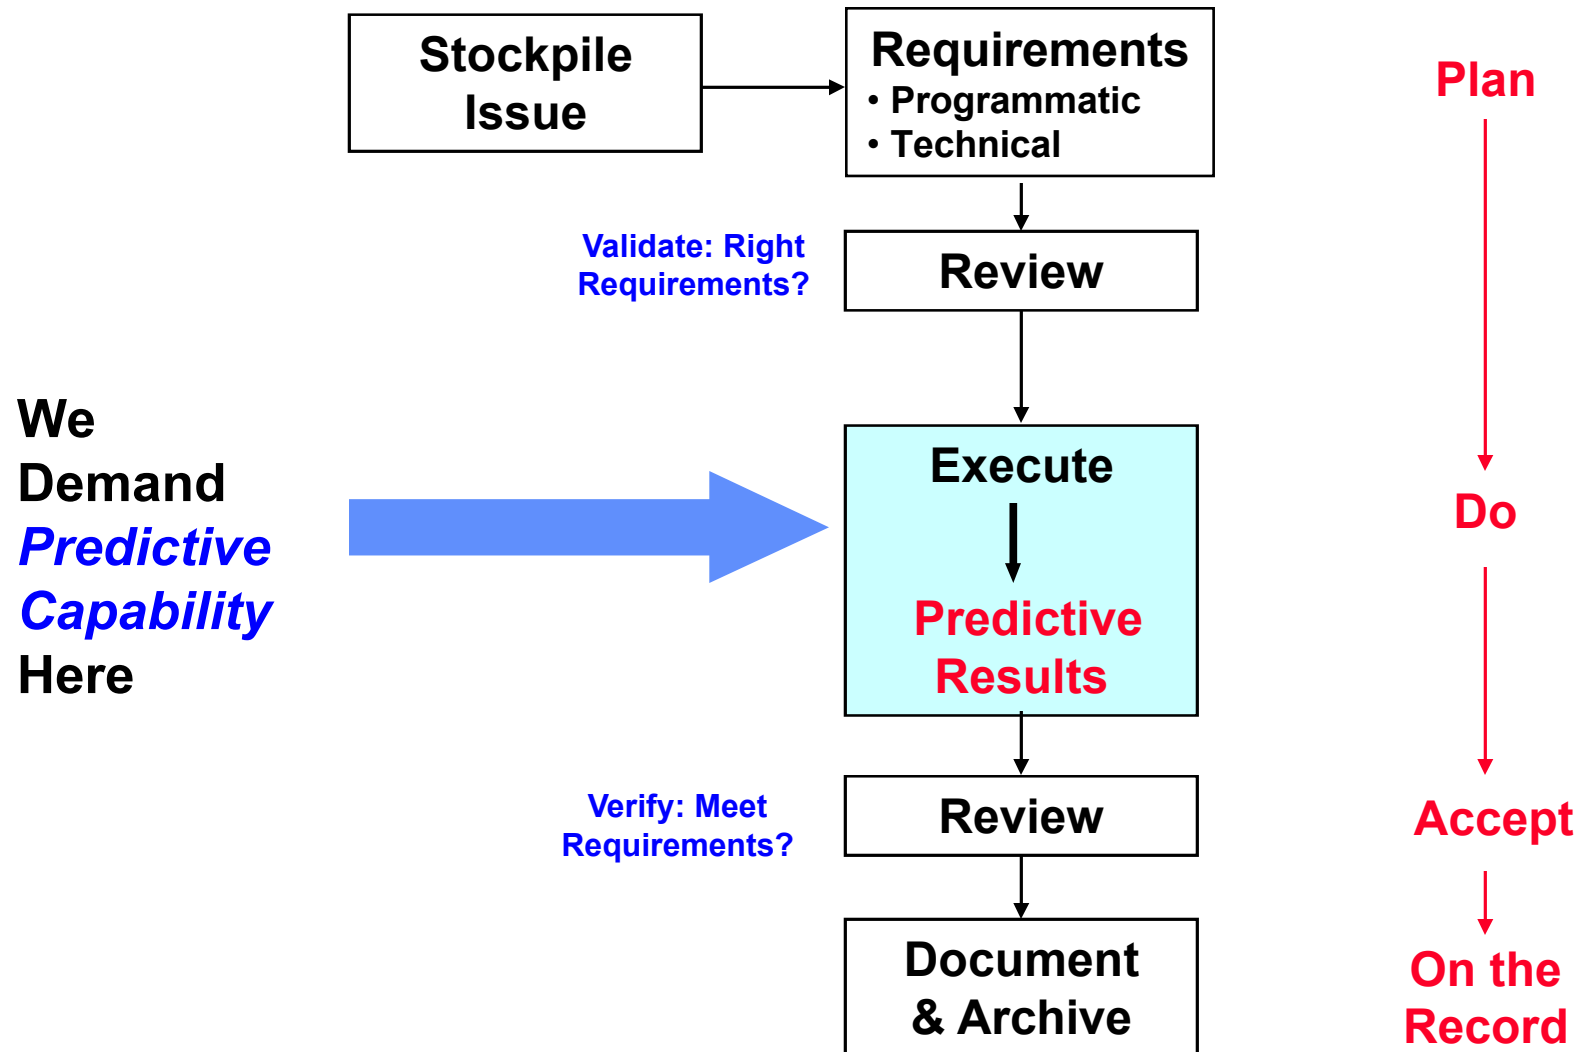 Stockpile
Issue
Requirements
• Programmatic
• Technical
Plan
Validate: Right
Requirements?
Review
We
Demand
Predictive
Capability
Here
Execute
Predictive
Results
Do
Verify: Meet
Requirements?
Review
Accept
Document
& Archive
On the
Record